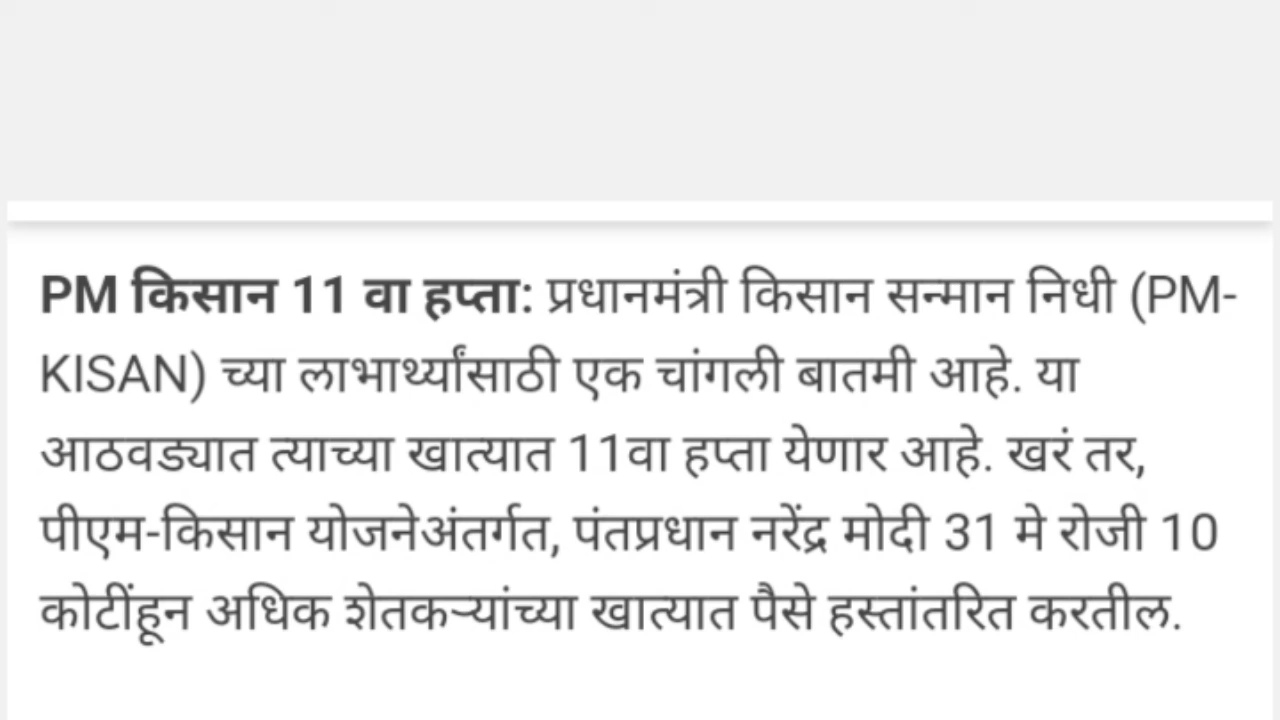 PM किसान 11 वा हप्ता: प्रधानमंत्री किसान सन्मान निधी (PM-
KISAN) च्या लाभार्थ्यांसाठी एक चांगली बातमी आहे. या
आठवड्यात त्याच्या खात्यात 11वा हप्ता येणार आहे. खरं तर,
पीएम-किसान योजनेअंतर्गत, पंतप्रधान नरेंद्र मोदी 31 मे रोजी 10
कोटींहून अधिक शेतकऱ्यांच्या खात्यात पैसे हस्तांतरित करतील.